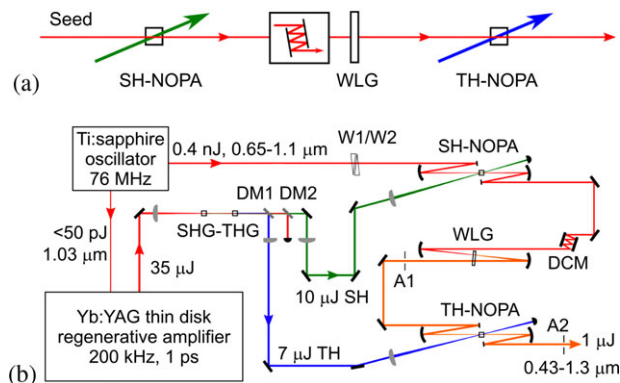 Seed
SH-NOPA
WLG
TH-NOPA
(a)
Ti:sapphire
oscillator
76 MHz
0.4 nJ, 0.65-1.1 μm
W1/W2
SH-NOPA
DM1 DM2
SHG-THG
<50 pJ
1.03 μm
35 μJ
10 μJ SH
WLG
DCM
A1
Yb:YAG thin disk
regenerative amplifier
200 kHz, 1 ps
TH-NOPA
A2
1 μJ
7 μJ TH
0.43-1.3 μm
(b)